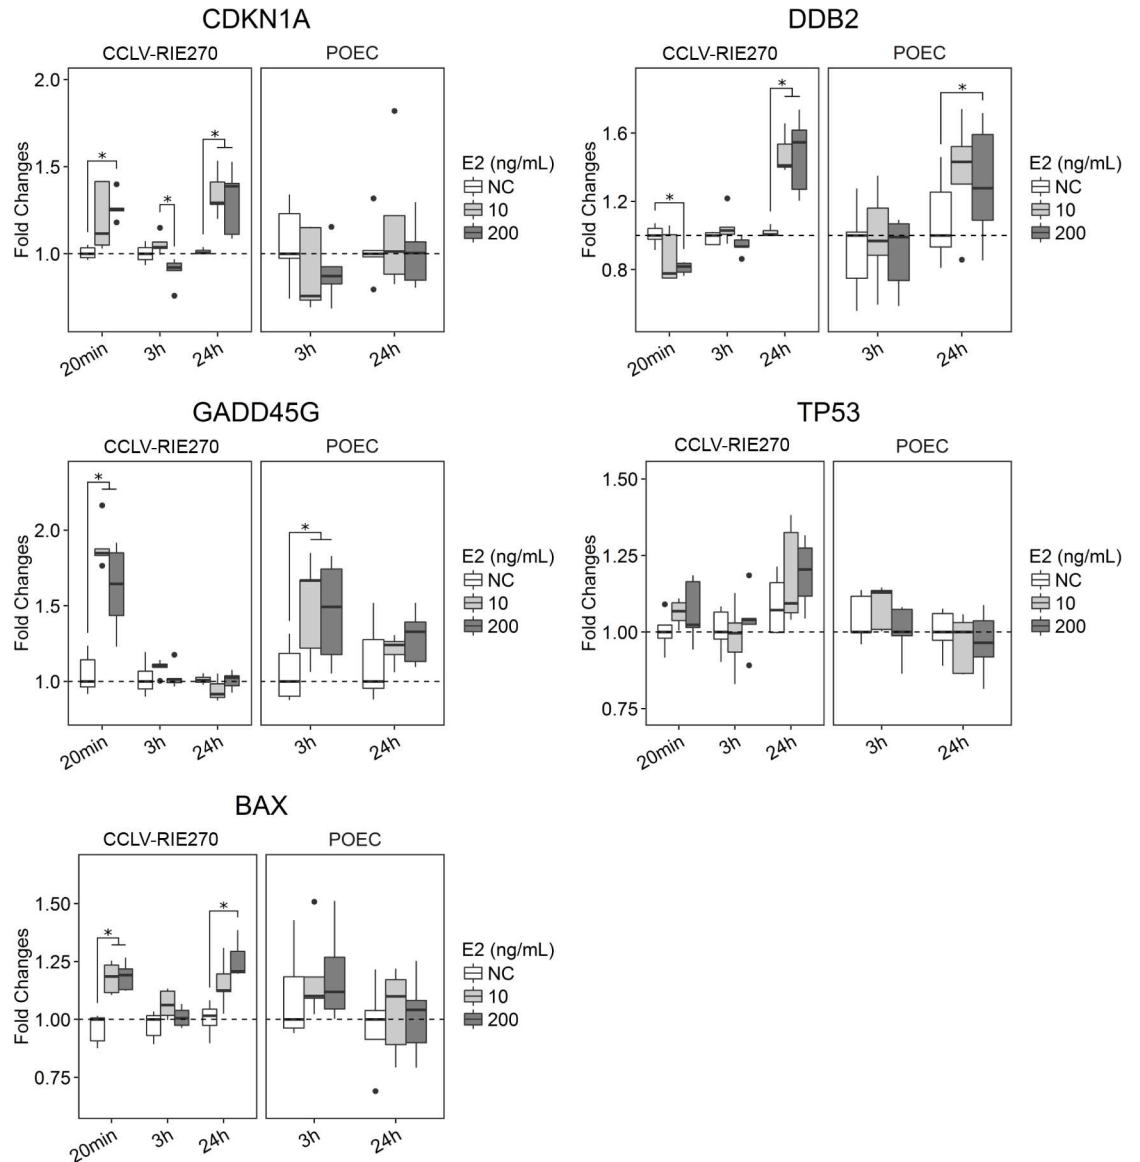 CDKN1A
CCLV-RIE270
POEC
Fold Changes
2.0
1.5
1.0
*
*
*
20min
3h
24h
3h
24h
E2 (ng/mL)
NC
10
200
DDB2
CCLV-RIE270
POEC
Fold Changes
1.6
1.2
0.8
*
*
*
20min
3h
24h
3h
24h
E2 (ng/mL)
NC
10
200
GADD45G
CCLV-RIE270
POEC
Fold Changes
2.0
1.5
1.0
*
*
20min
3h
24h
3h
24h
E2 (ng/mL)
NC
10
200
TP53
CCLV-RIE270
POEC
Fold Changes
1.50
1.25
1.00
0.75
20min
3h
24h
3h
24h
E2 (ng/mL)
NC
10
200
BAX
CCLV-RIE270
POEC
Fold Changes
1.50
1.25
1.00
0.75
*
*
20min
3h
24h
3h
24h
E2 (ng/mL)
NC
10
200